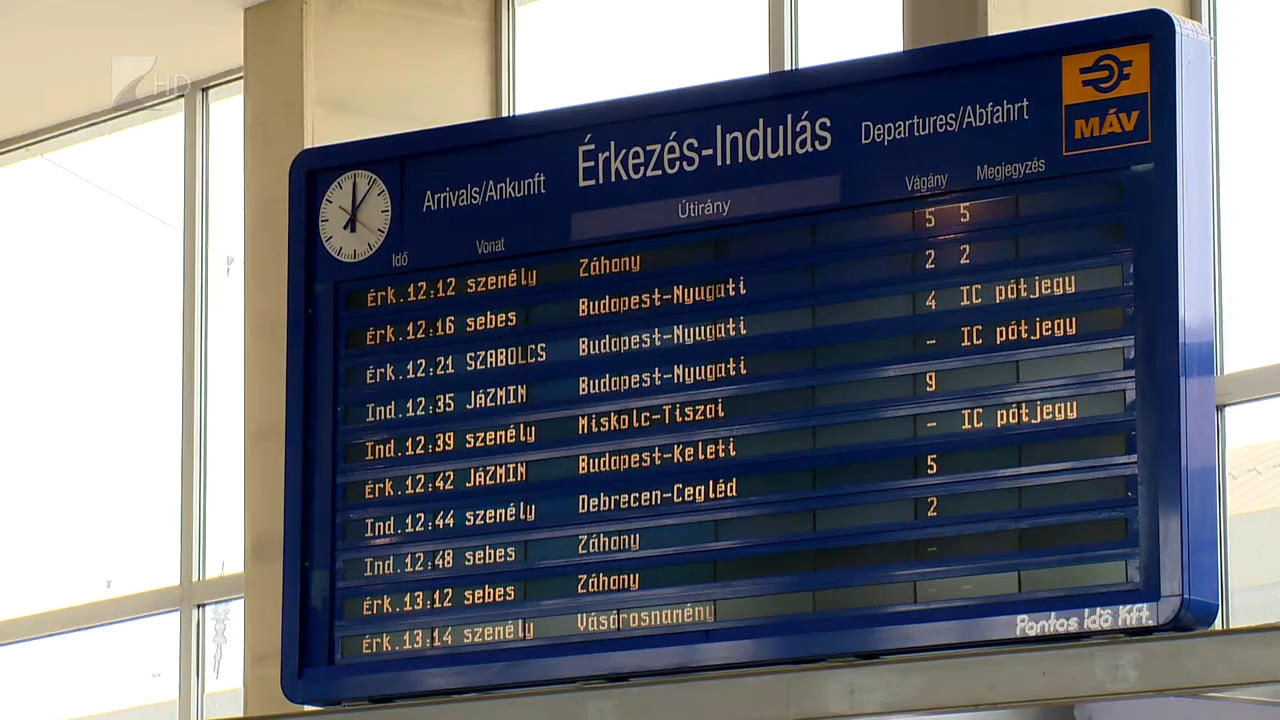 HD
Érkezés-Indulás
Arrivals/Ankunft
Departures/Abfahrt
MÁV
Idő Vonat Útirány Vágány Megjegyzés
Érk.12:12 személy Záhony 5 5
Érk.12:16 sebes Budapest-Nyugati 2 2
Érk.12:21 SZABOLCS Budapest-Nyugati 4 IC pótjegy
Ind.12:35 JÁZMIN Budapest-Nyugati - IC pótjegy
Ind.12:39 személy Miskolc-Tiszai 9
Érk.12:42 JÁZMIN Budapest-Keleti - IC pótjegy
Ind.12:44 személy Debrecen-Cegléd 5
Ind.12:48 sebes Záhony 2
Érk.13:12 sebes Záhony -
Érk.13:14 személy Vásárosnamény - -
Pontos Idő Kft.